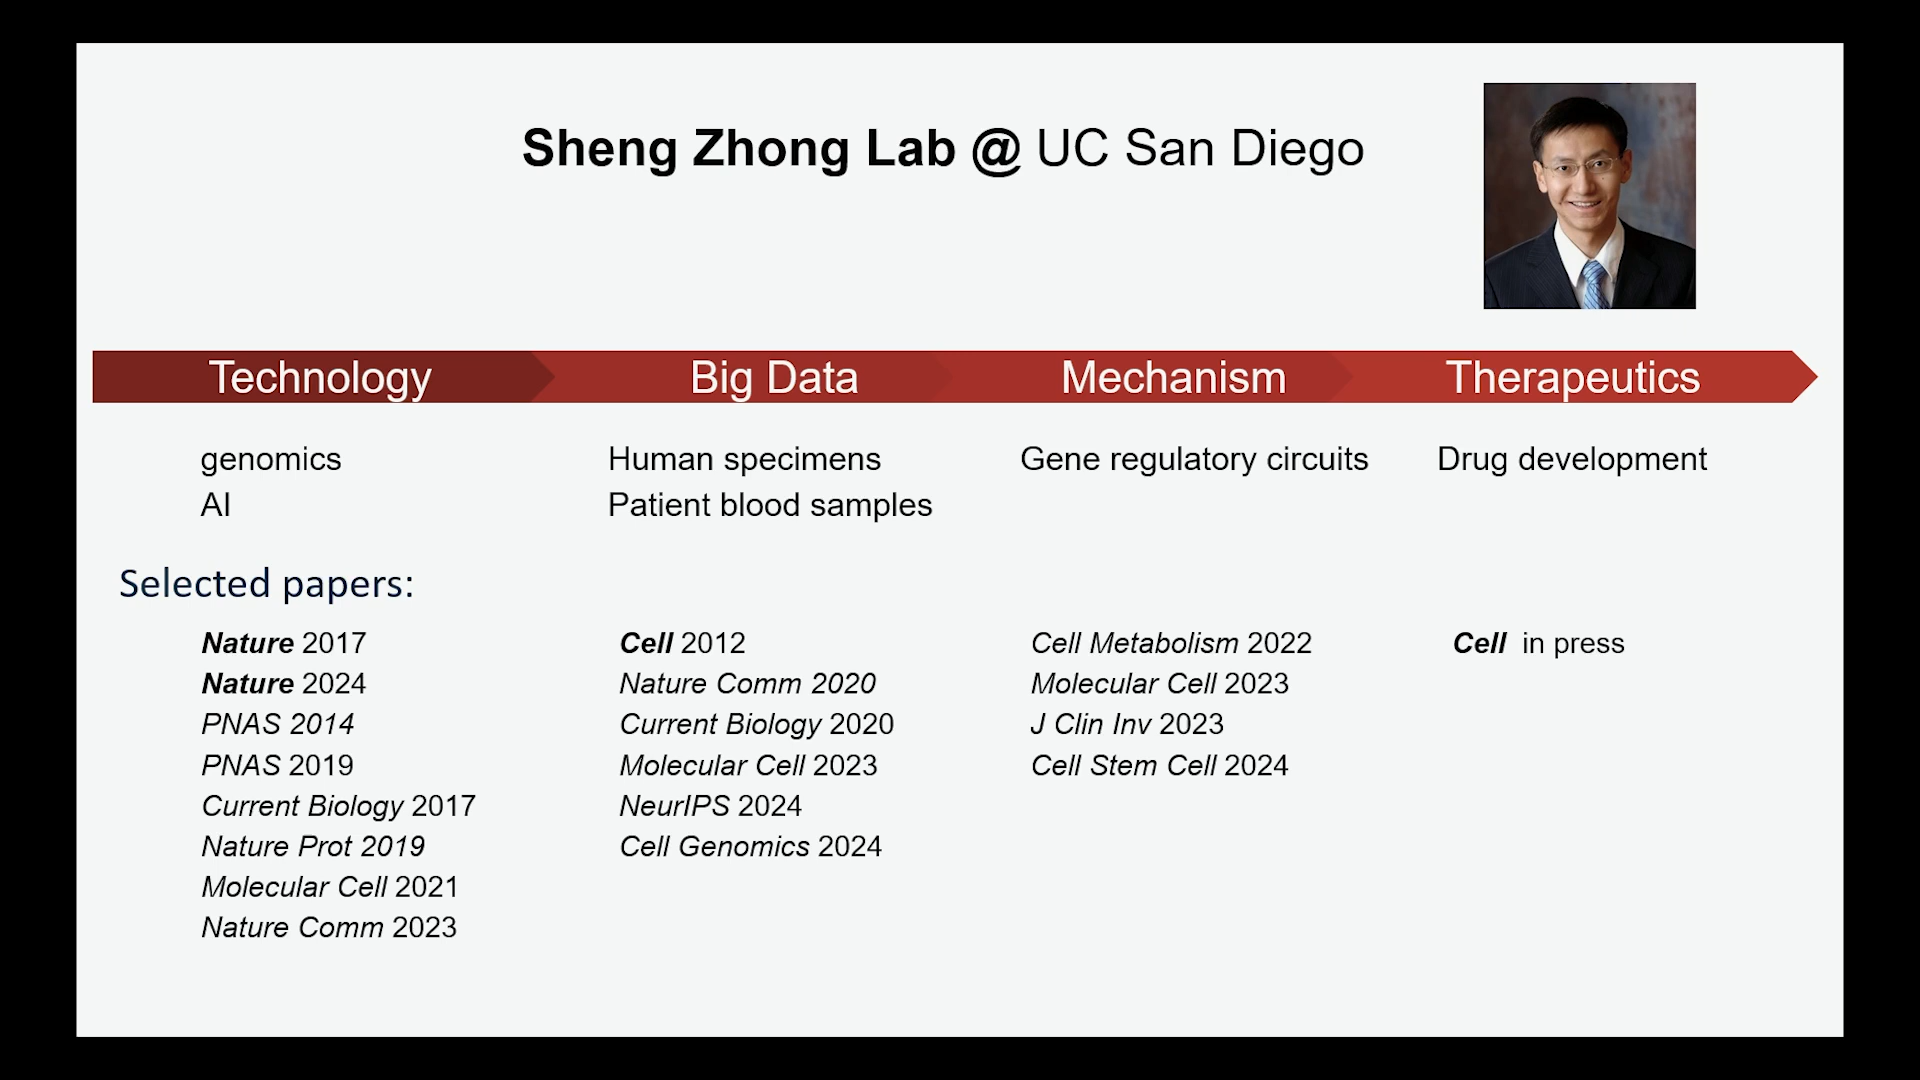 Sheng Zhong Lab @ UC San Diego
Technology
Big Data
Mechanism
Therapeutics
genomics
AI
Human specimens
Patient blood samples
Gene regulatory circuits
Drug development
Selected papers:
Nature 2017
Nature 2024
PNAS 2014
PNAS 2019
Current Biology 2017
Nature Prot 2019
Molecular Cell 2021
Nature Comm 2023
Cell 2012
Nature Comm 2020
Current Biology 2020
Molecular Cell 2023
NeurIPS 2024
Cell Genomics 2024
Cell Metabolism 2022
Molecular Cell 2023
J Clin Inv 2023
Cell Stem Cell 2024
Cell in press